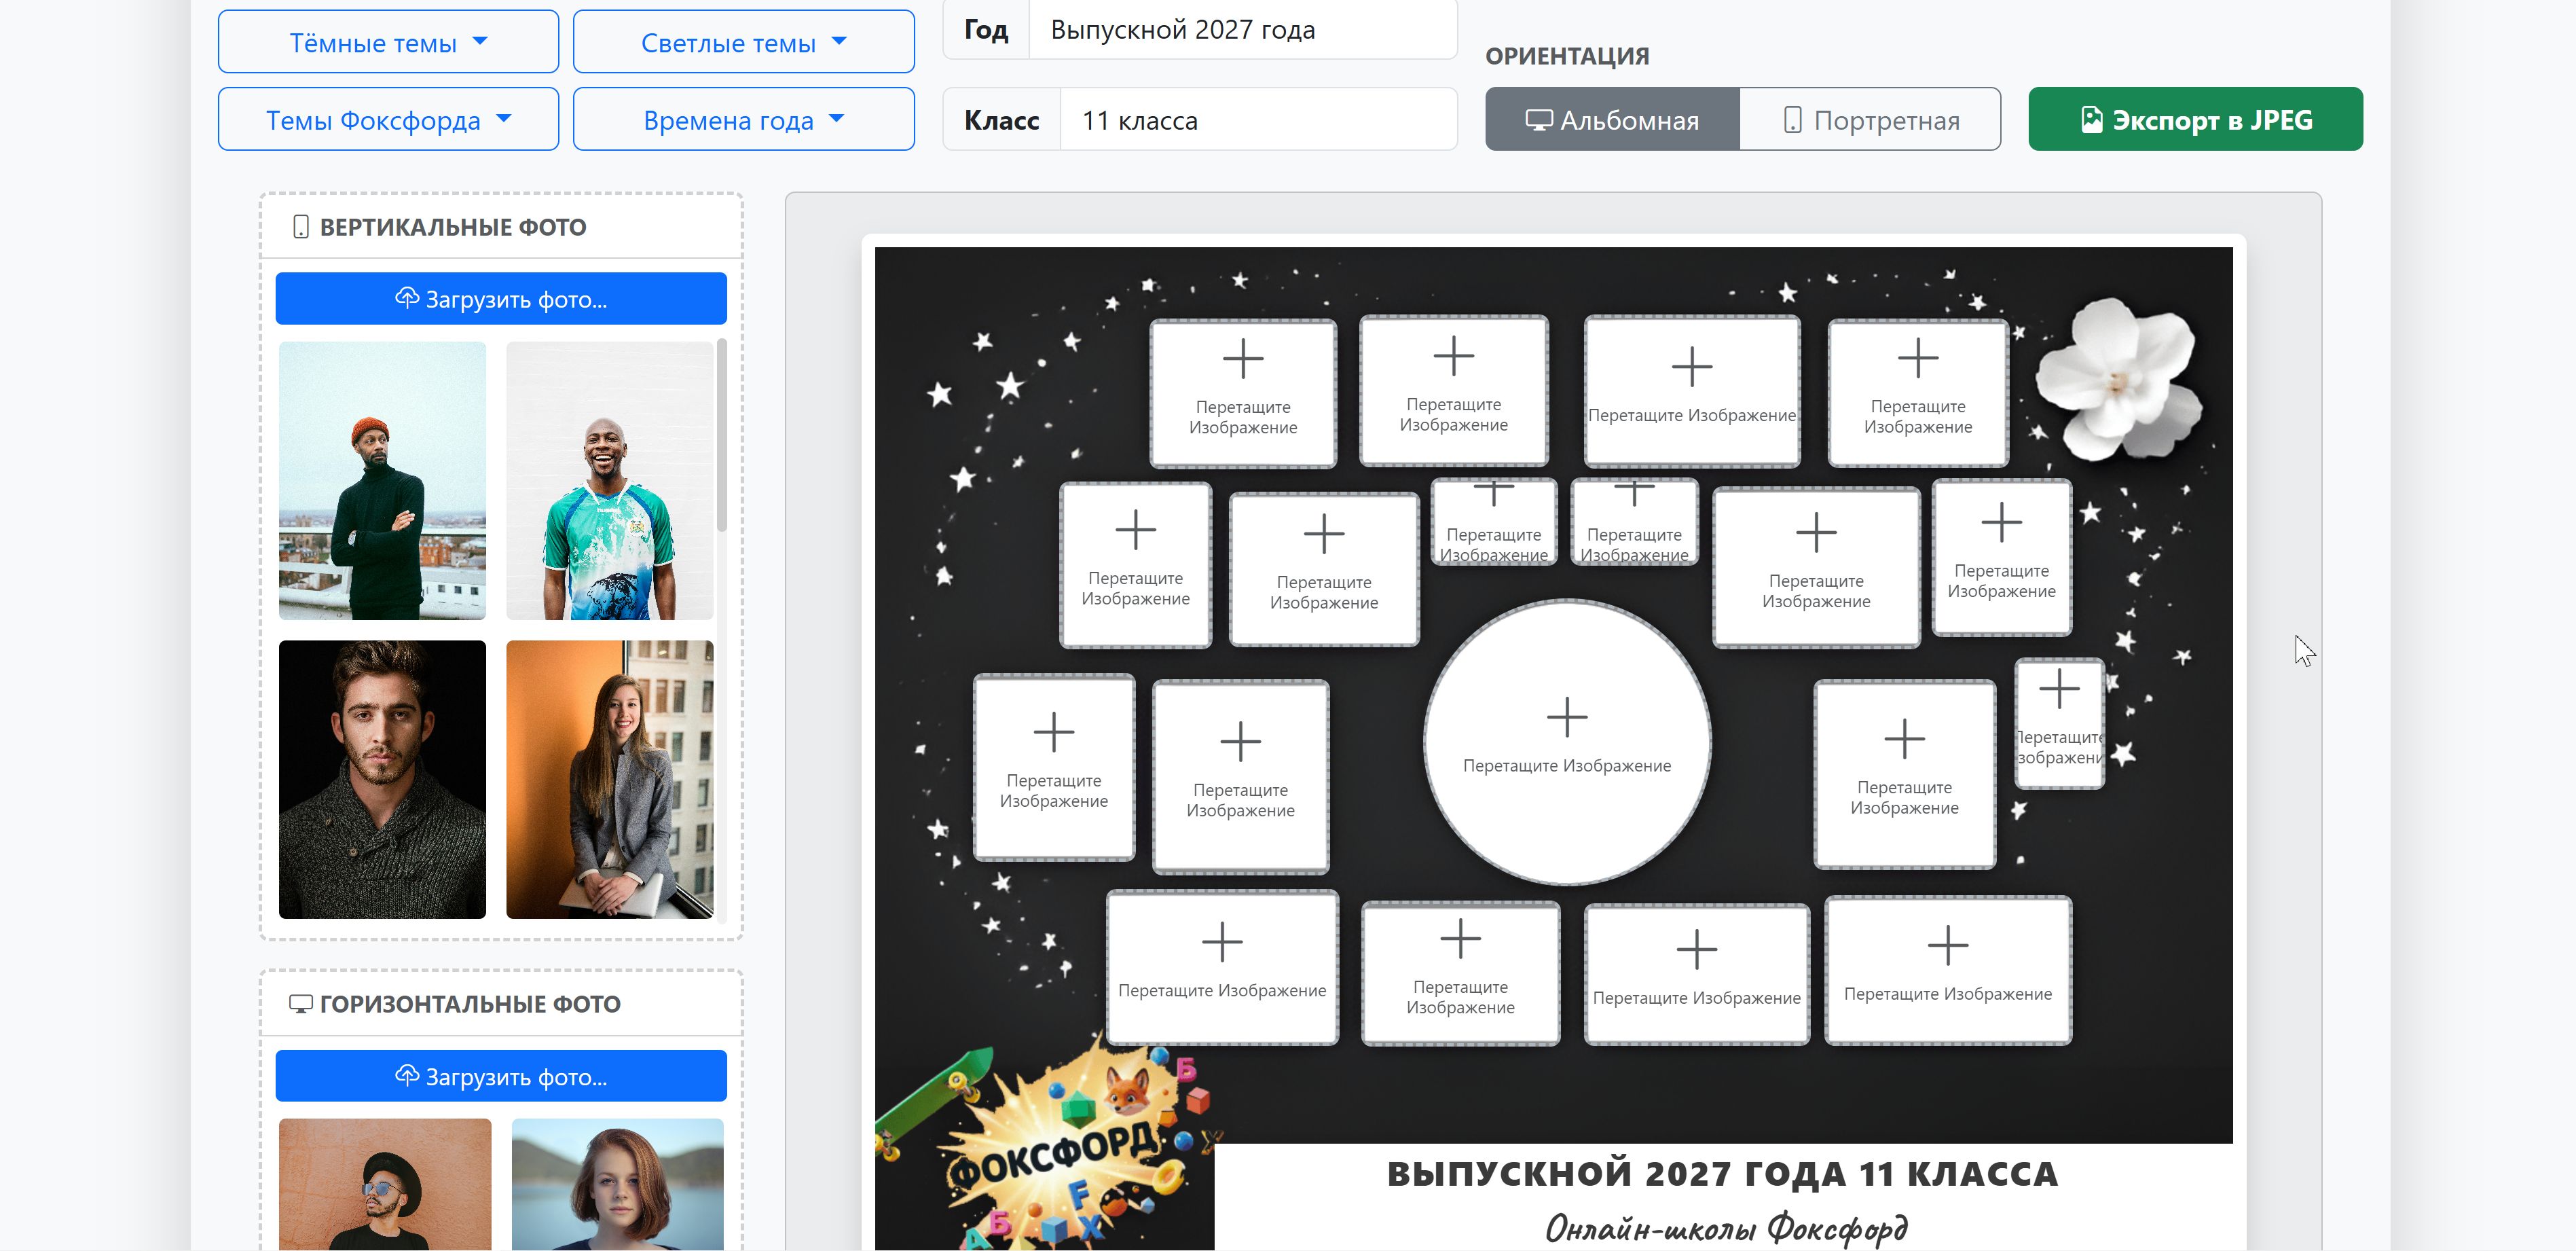 Тёмные темы
Светлые темы
Год
Выпускной 2027 года
ОРИЕНТАЦИЯ
Темы Фоксфорда
Времена года
Класс
11 класса
Альбомная
Портретная
Экспорт в JPEG
ВЕРТИКАЛЬНЫЕ ФОТО
Загрузить фото...
ГОРИЗОНТАЛЬНЫЕ ФОТО
Загрузить фото...
Перетащите
Изображение
Перетащите
Изображение
Перетащите Изображение
Перетащите
Изображение
Перетащите
Изображение
Перетащите
Изображение
Перетащите
Изображение
Перетащите
Изображение
Перетащите
Изображение
Перетащите
Изображение
Перетащите
Изображение
Перетащите
Изображение
Перетащите Изображение
Перетащите
Изображение
Перетащите
Изображение
Перетащите Изображение
Перетащите
Изображение
Перетащите Изображение
Перетащите Изображение
Б
ФОКСФОРД
У
F
Б
А
Х
ВЫПУСКНОЙ 2027 ГОДА 11 КЛАССА
Онлайн-школы Фоксфорд